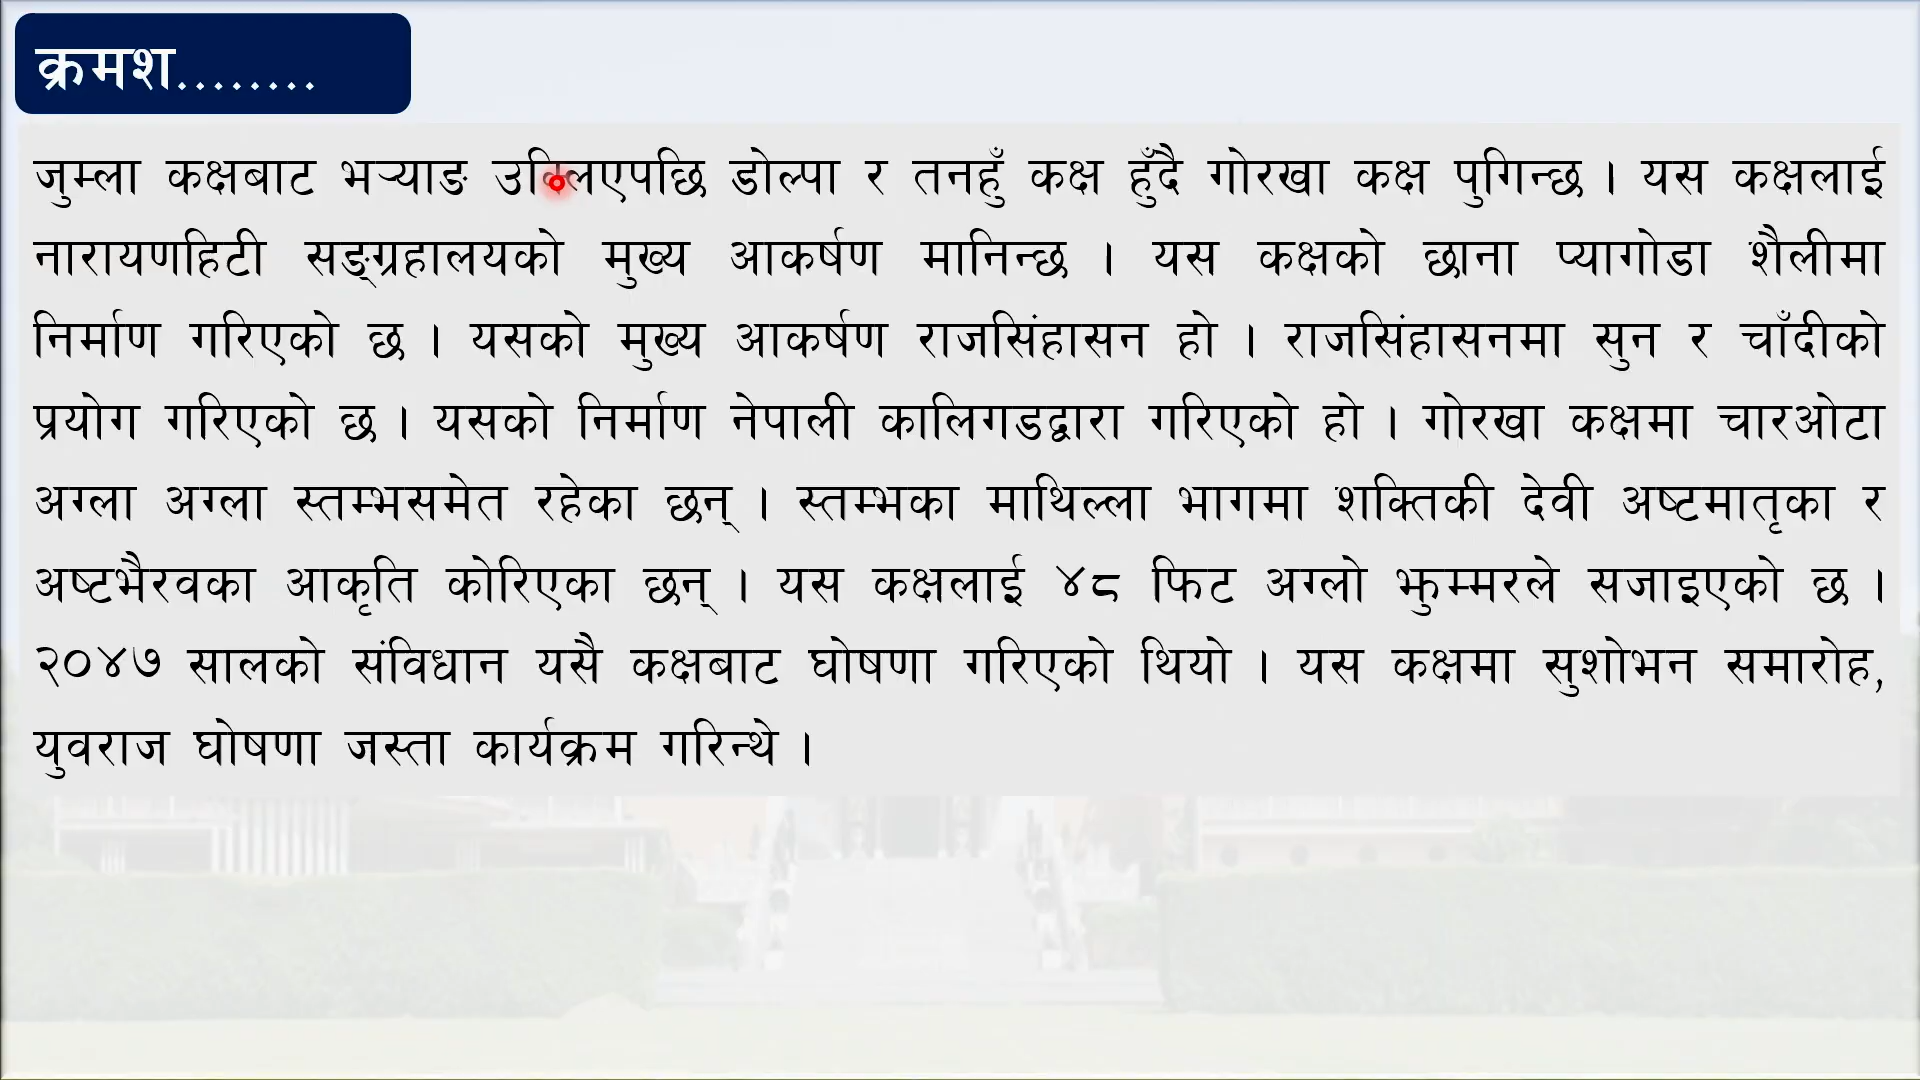 क्रमश........
जुम्ला कक्षबाट भर्‍याङ उक्लिएपछि डोल्पा र तनहुँ कक्ष हुँदै गोरखा कक्ष पुगिन्छ । यस कक्षलाई
नारायणहिटी सङ्ग्रहालयको मुख्य आकर्षण मानिन्छ । यस कक्षको छाना प्यागोडा शैलीमा
निर्माण गरिएको छ । यसको मुख्य आकर्षण राजसिंहासन हो । राजसिंहासनमा सुन र चाँदीको
प्रयोग गरिएको छ । यसको निर्माण नेपाली कालिगडद्वारा गरिएको हो । गोरखा कक्षमा चारओटा
अग्ला अग्ला स्तम्भसमेत रहेका छन् । स्तम्भका माथिल्ला भागमा शक्तिकी देवी अष्टमातृका र
अष्टभैरवका आकृति कोरिएका छन् । यस कक्षलाई ४८ फिट अग्लो झुम्मरले सजाइएको छ ।
२०४७ सालको संविधान यसै कक्षबाट घोषणा गरिएको थियो । यस कक्षमा सुशोभन समारोह,
युवराज घोषणा जस्ता कार्यक्रम गरिन्थे ।